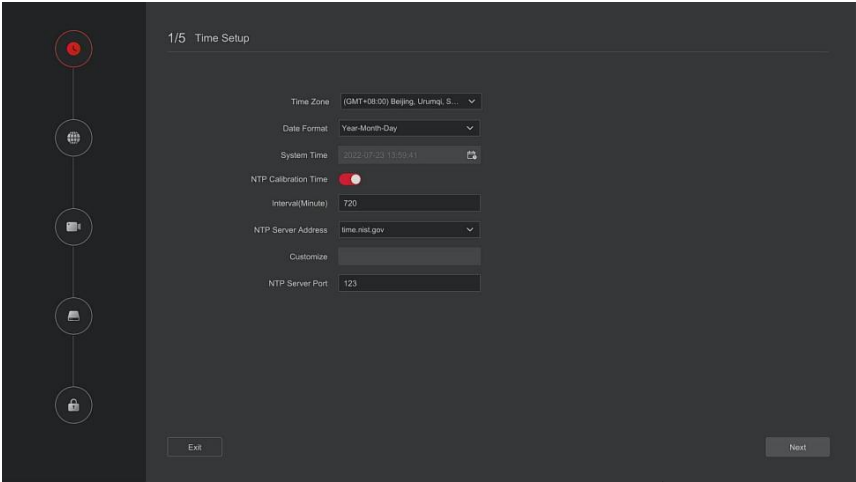 1/5 Time Setup
Time Zone (GMT+08:00) Beijing, Urumqi, S...
Date Format Year-Month-Day
System Time 2022-07-23 13:59:41
NTP Calibration Time
Interval(Minute) 720
NTP Server Address time.nist.gov
Customize
NTP Server Port 123
Exit Next